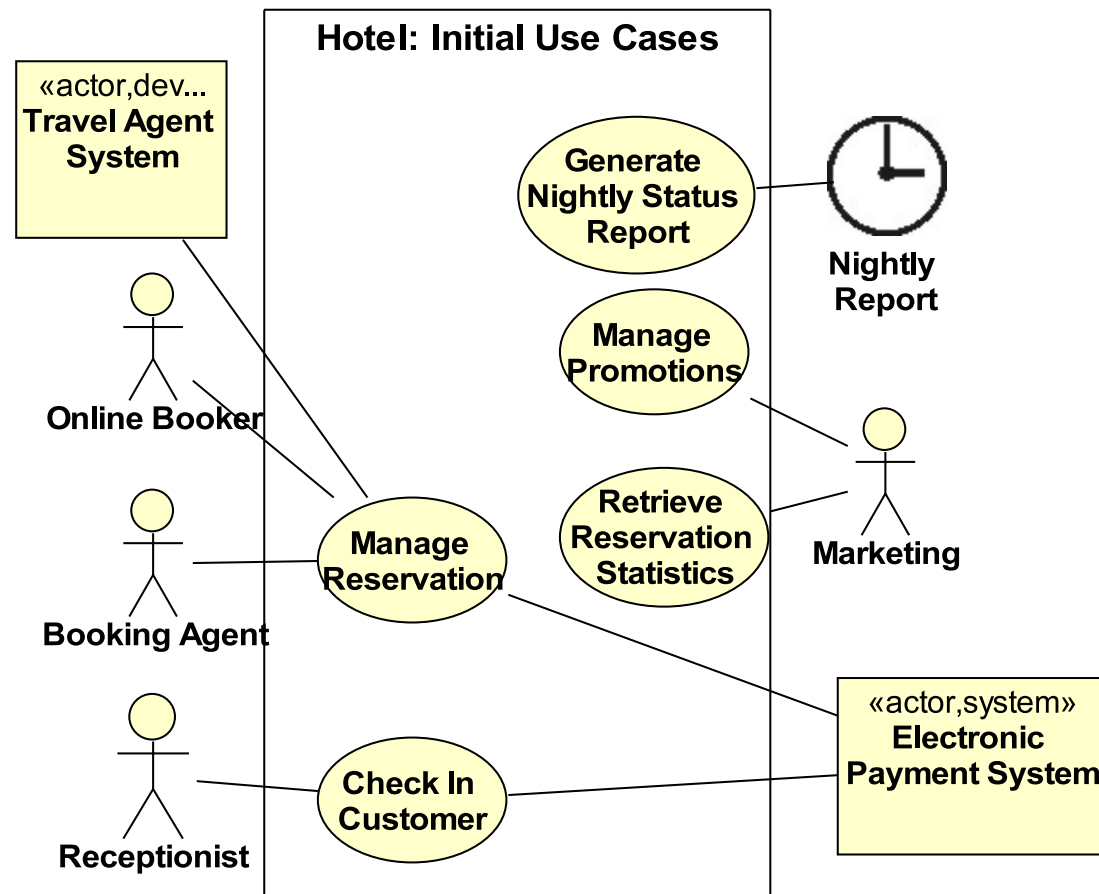 Hotel: Initial Use Cases
«actor,dev...
Travel Agent
System
Generate
Nightly Status
Report
Nightly
Report
Manage
Promotions
Online Booker
Marketing
Retrieve
Reservation
Statistics
Manage
Reservation
Booking Agent
«actor,system»
Electronic
Payment System
Check In
Customer
Receptionist